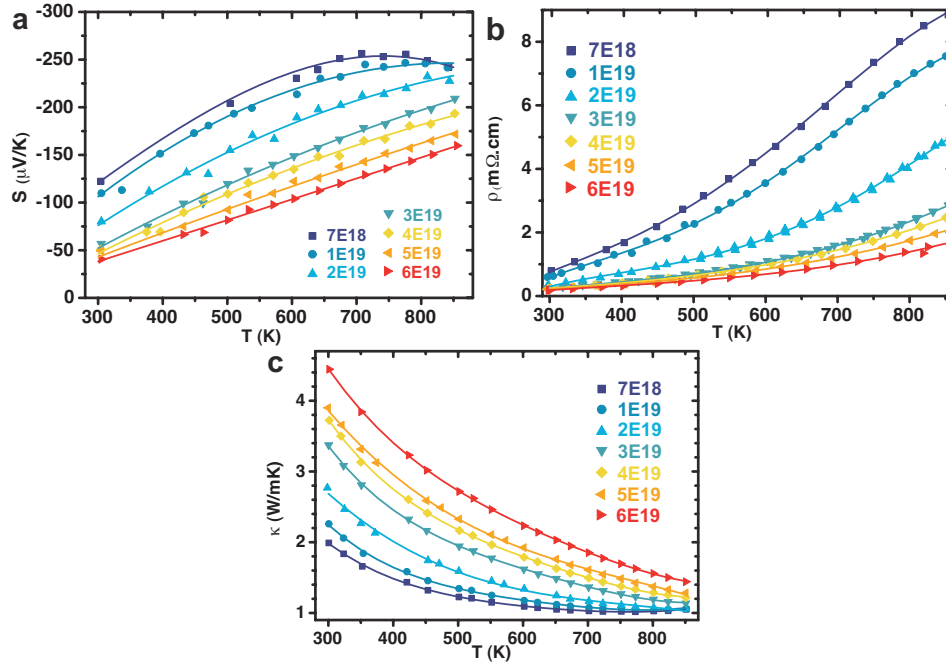 a
S (μV/K)
-300
-250
-200
-150
-100
-50
0
7E18
1E19
2E19
3E19
4E19
5E19
6E19
300 400 500 600 700 800
T (K)
b
ρ (mΩ.cm)
8
6
4
2
0
7E18
1E19
2E19
3E19
4E19
5E19
6E19
300 400 500 600 700 800
T (K)
c
κ (W/mK)
4
3
2
1
7E18
1E19
2E19
3E19
4E19
5E19
6E19
300 400 500 600 700 800
T (K)